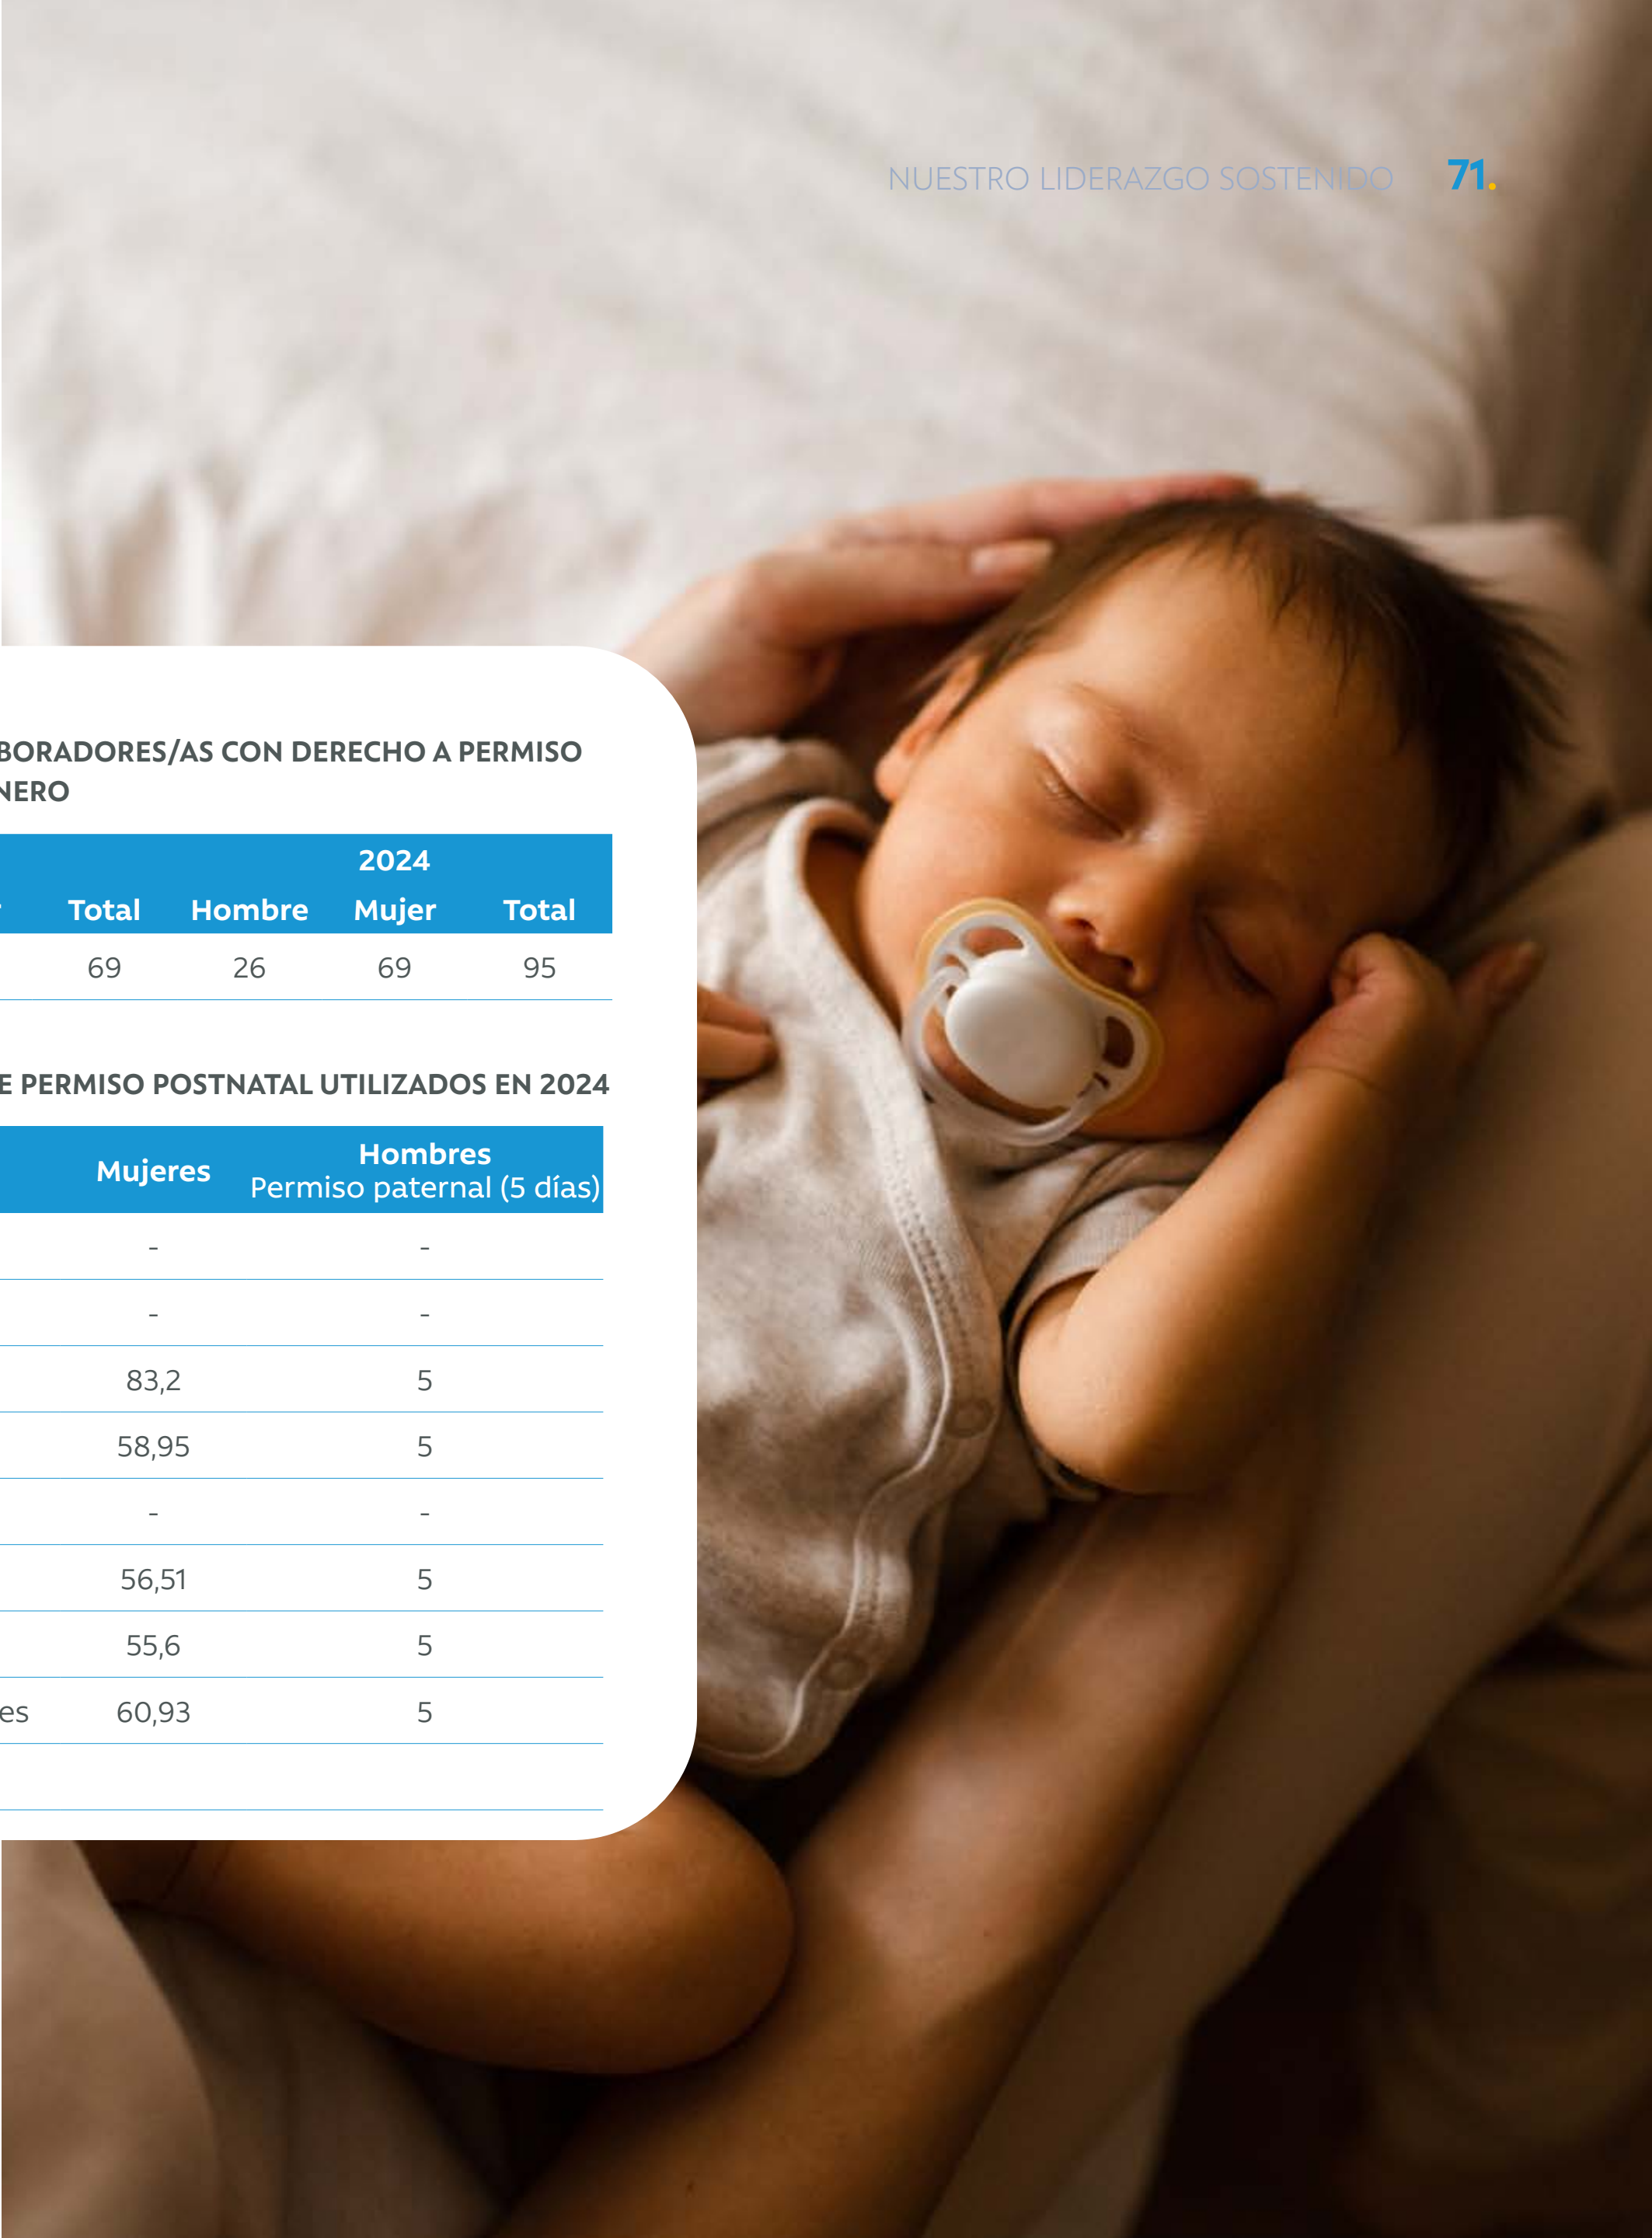 NUESTRO LIDERAZGO SOSTENIDO 71.
BORADORES/AS CON DERECHO A PERMISO
NERO
2024
Total Hombre Mujer Total
69 26 69 95
E PERMISO POSTNATAL UTILIZADOS EN 2024
Mujeres Hombres
Permiso paternal (5 días)
- -
- -
83,2 5
58,95 5
- -
56,51 5
55,6 5
es 60,93 5